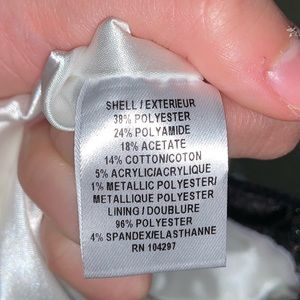 SHELL / EXTERIEUR
38% POLYESTER
24% POLYAMIDE
18% ACETATE
14% COTTON/COTON
5% ACRYLIC/ACRYLIQUE
1% METALLIC POLYESTER/
METALLIQUE POLYESTER
LINING / DOUBLURE
96% POLYESTER
4% SPANDEX/ELASTHANNE
RN 104297